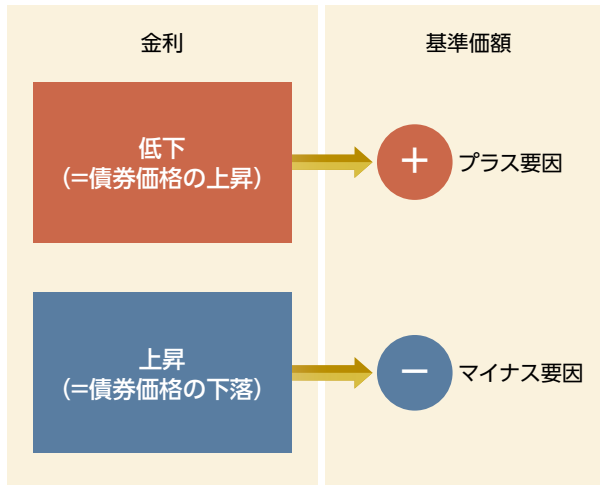 金利
基準価額
低下
(=債券価格の上昇)
+
プラス要因
上昇
(=債券価格の下落)
−
マイナス要因